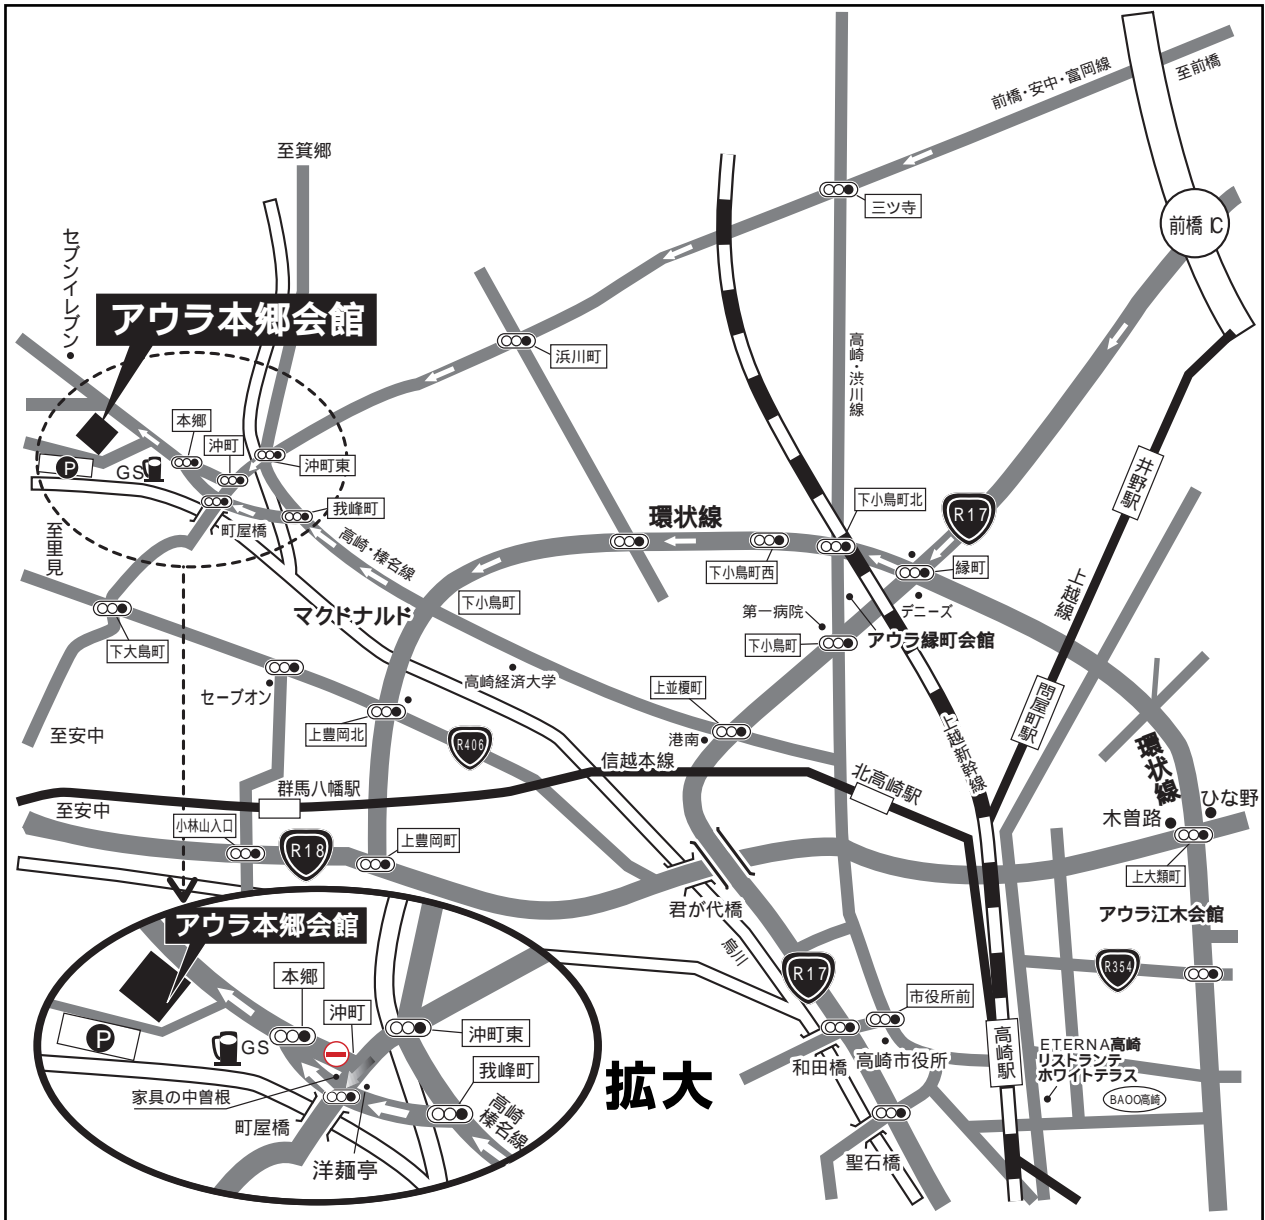 前橋・安中・富岡線
至前橋
至箕郷
三ツ寺
前橋 IC
セブンイレブン
アウラ本郷会館
浜川町
高崎・渋川線
本郷
沖町
沖町東
P
GS
我峰町
町屋橋
至里見
高崎・榛名線
環状線
下小鳥町北
R17
井野駅
下小鳥町西
縁町
マクドナルド
下小鳥町
第一病院
デニーズ
上越線
下大島町
下小鳥町
アウラ縁町会館
セーブオン
高崎経済大学
上並榎町
問屋町駅
至安中
上豊岡北
R406
港南
上越新幹線
環状線
信越本線
群馬八幡駅
北高崎駅
ひな野
至安中
木曽路
小林山入口
R18
上豊岡町
上大類町
君が代橋
アウラ江木会館
アウラ本郷会館
烏川
R17
R354
本郷
沖町
沖町東
市役所前
P
GS
我峰町
和田橋
高崎市役所
高崎駅
ETERNA高崎
リストランテ
ホワイトテラス
家具の中曽根
拡大
BAOO高崎
町屋橋
高崎
榛名線
洋麺亭
聖石橋